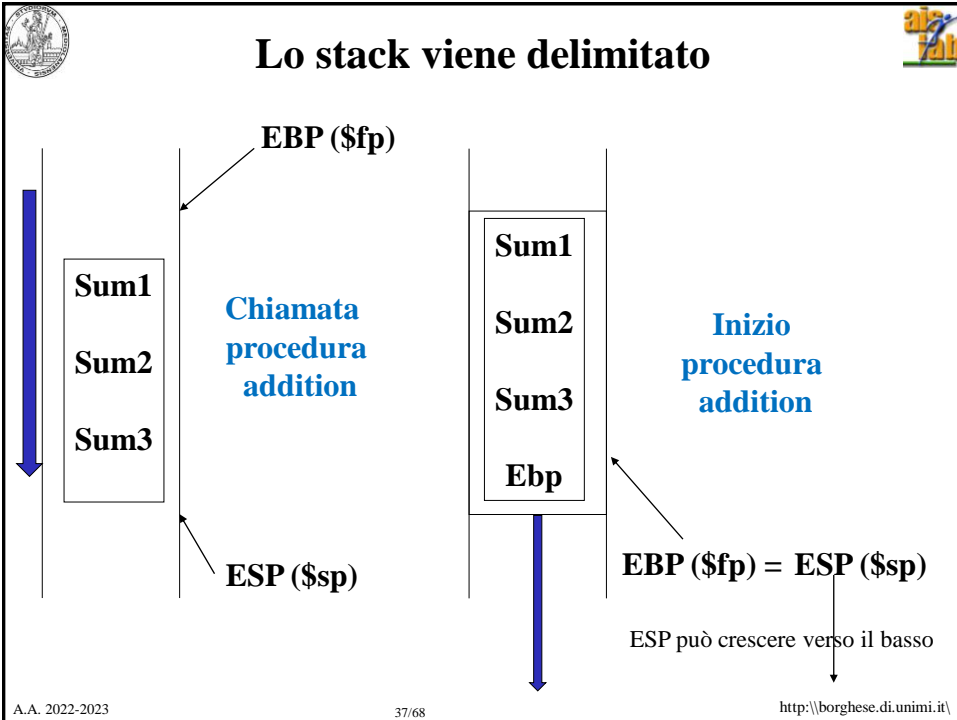 Lo stack viene delimitato
EBP ($fp)
Sum1
Sum2
Sum3
Chiamata
procedura
addition
ESP ($sp)
Sum1
Sum2
Sum3
Ebp
Inizio
procedura
addition
EBP ($fp) = ESP ($sp)
ESP può crescere verso il basso
A.A. 2022-2023
37/68
http:\\borghese.di.unimi.it\